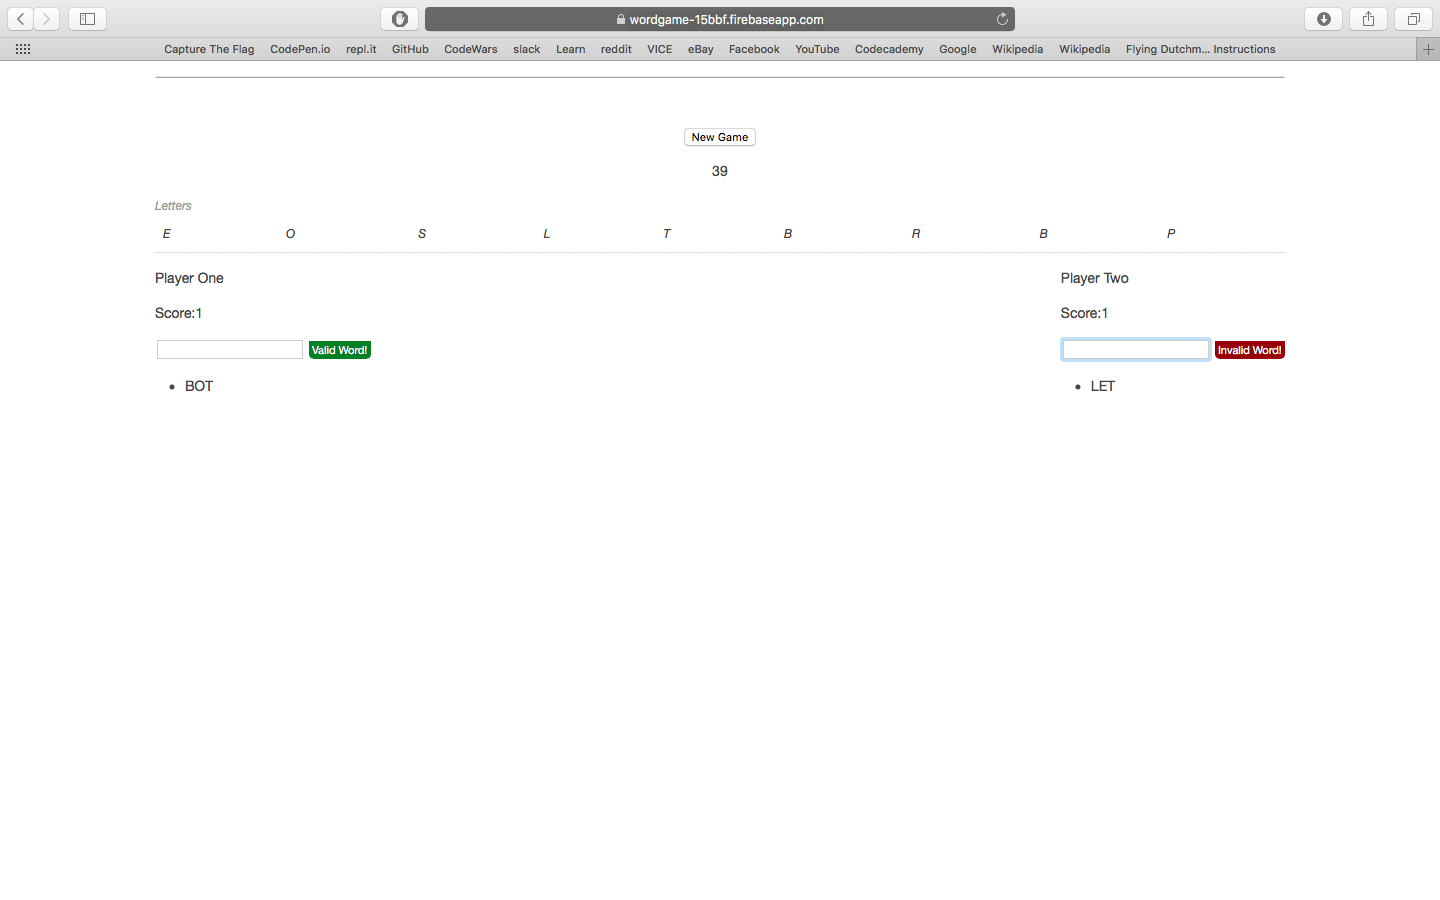 wordgame-15bbf.firebaseapp.com
Capture The Flag CodePen.io repl.it GitHub CodeWars slack Learn reddit VICE eBay Facebook YouTube Codecademy Google Wikipedia Wikipedia Flying Dutchm... Instructions
New Game
39
Letters
E O S L T B R B P
Player One Player Two
Score:1 Score:1
Valid Word! Invalid Word!
• BOT • LET